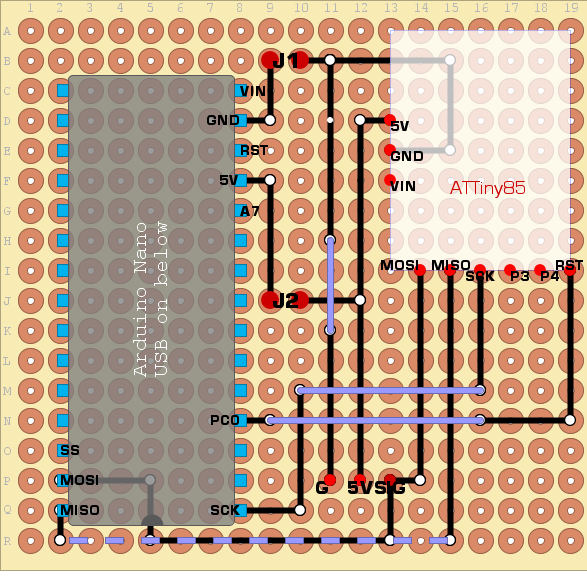 1 2 3 4 5 6 7 8 9 10 11 12 13 14 15 16 17 18 19
A
B J1
C VIN
D GND 5V
E RST GND
F 5V VIN ATTiny85
G A7
H
I MOSI MISO SCK P3 P4 RST
J J2
K
L
M
N PC0
O SS
P MOSI G 5V SIG
Q MISO SCK
R
Arduino Nano
USB on below